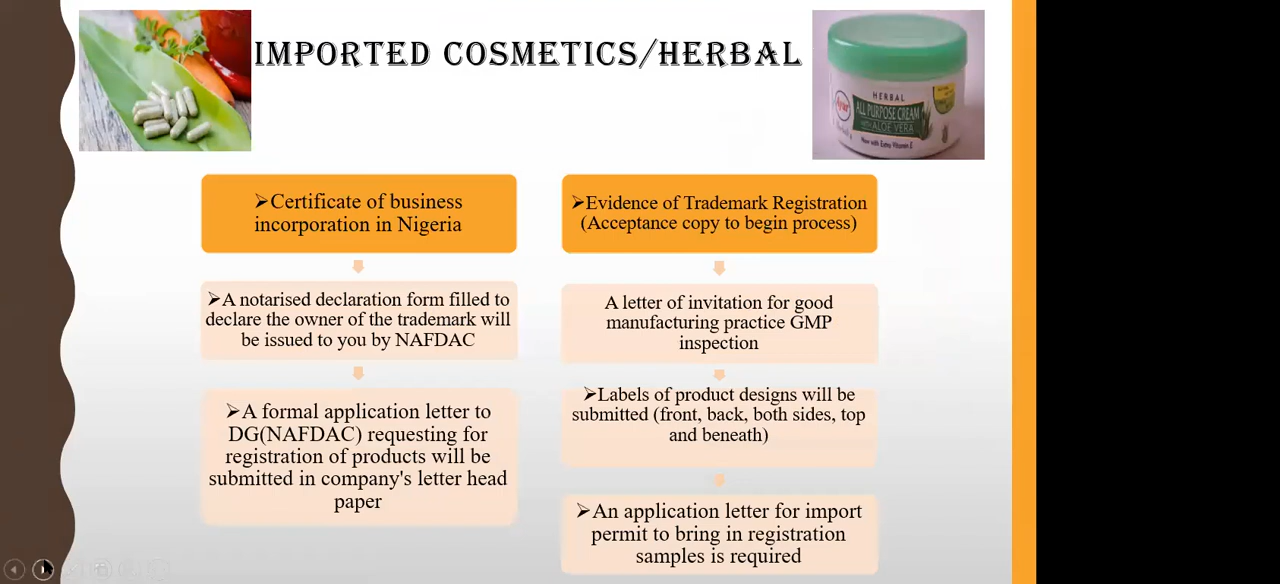 IMPORTED COSMETICS/HERBAL
HERBAL
ALL PURPOSE CREAM
with ALOE VERA
Now with Extra Vitamin E
➢Certificate of business
incorporation in Nigeria
➢A notarised declaration form filled to
declare the owner of the trademark will
be issued to you by NAFDAC
➢A formal application letter to
DG(NAFDAC) requesting for
registration of products will be
submitted in company's letter head
paper
➢Evidence of Trademark Registration
(Acceptance copy to begin process)
A letter of invitation for good
manufacturing practice GMP
inspection
➢Labels of product designs will be
submitted (front, back, both sides, top
and beneath)
➢An application letter for import
permit to bring in registration
samples is required